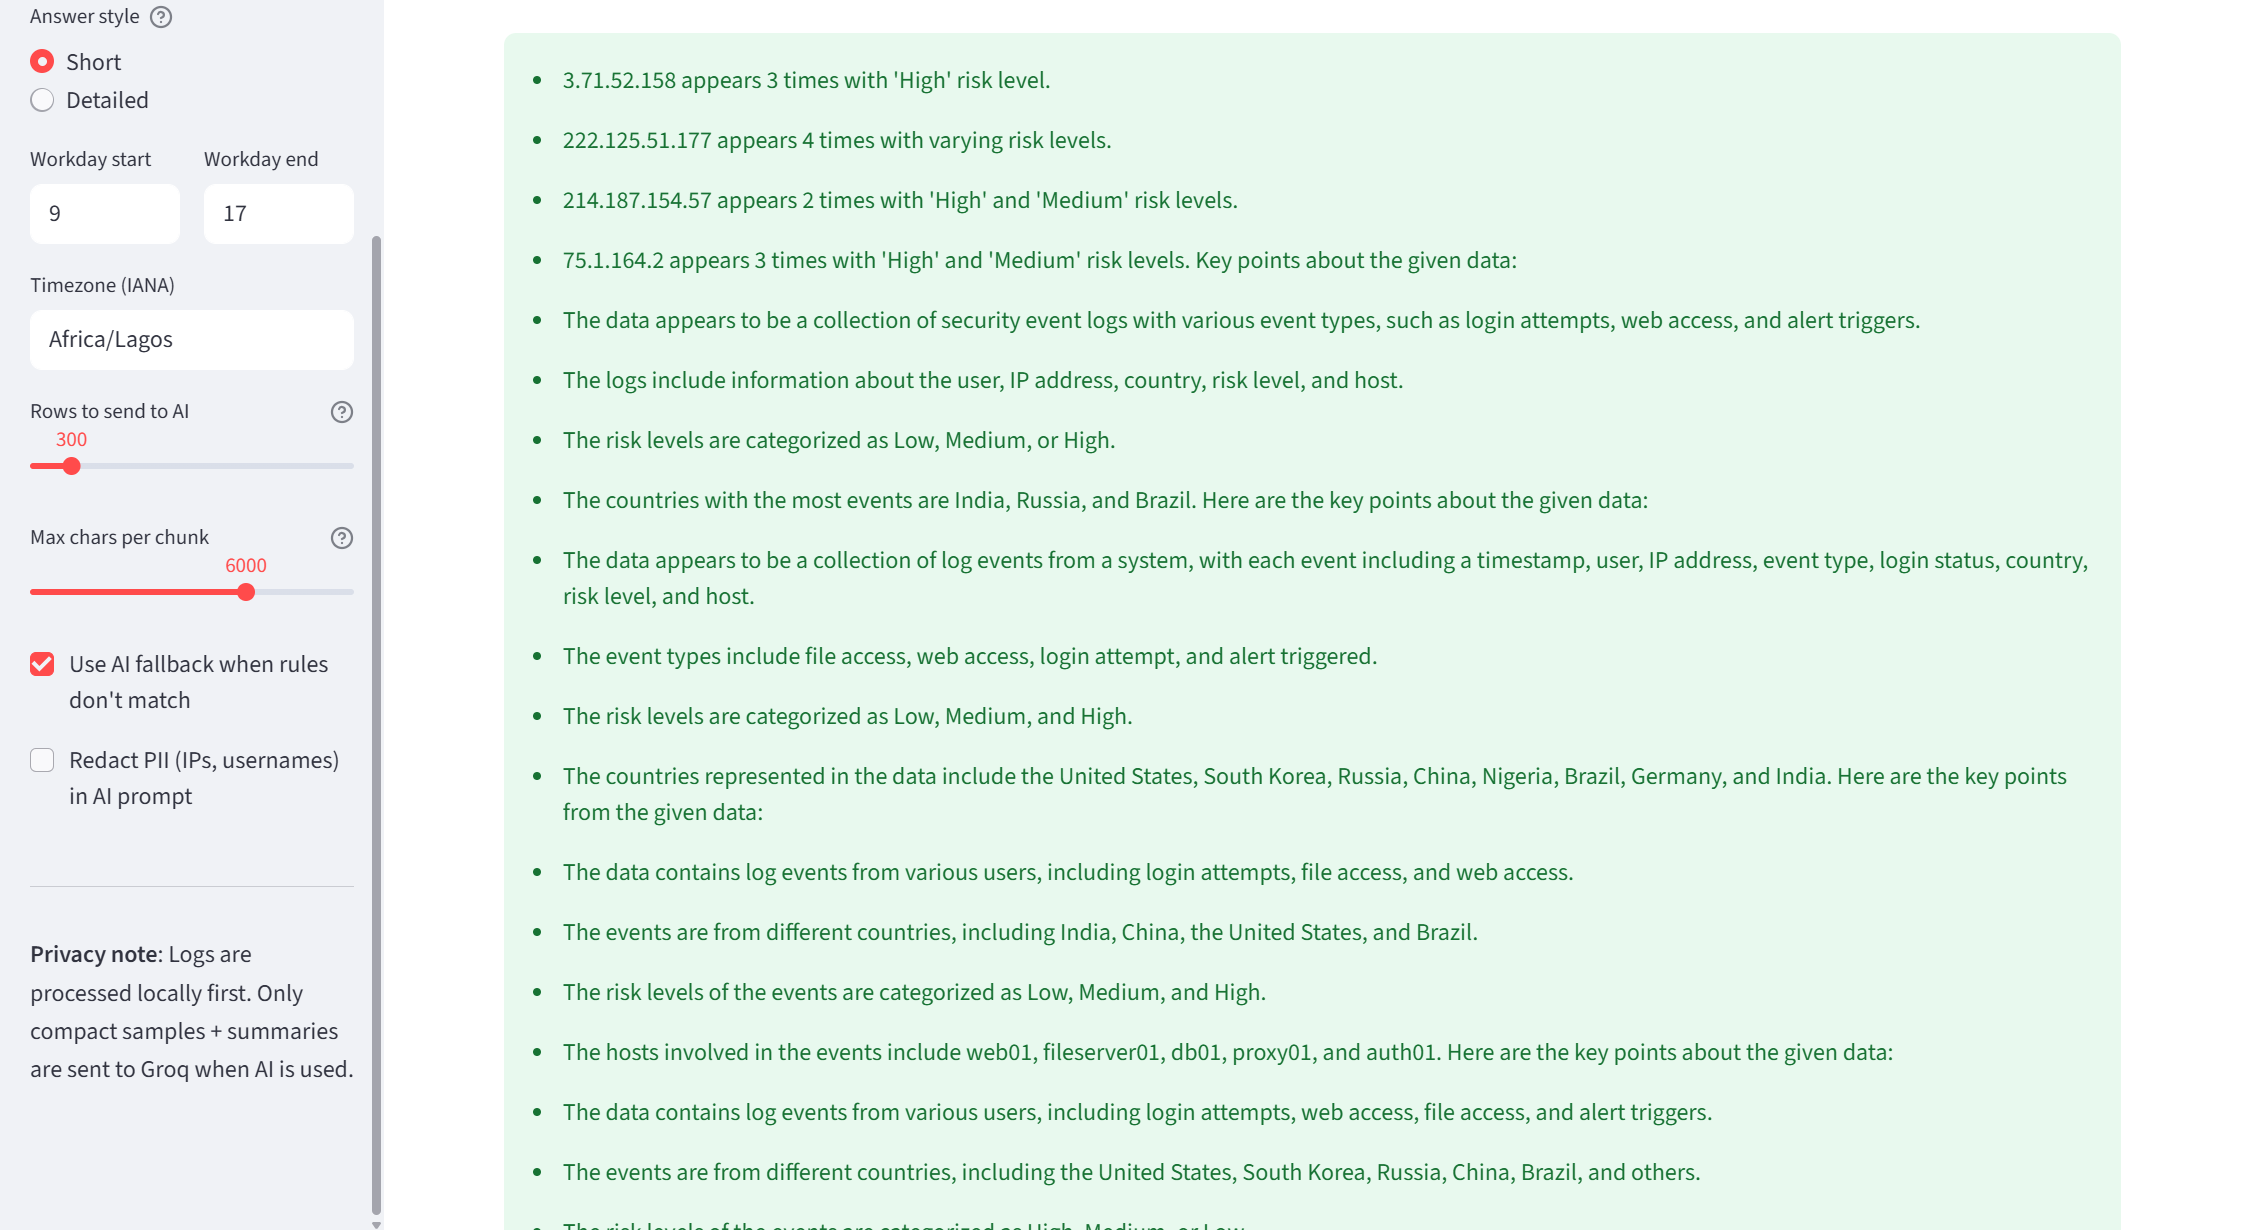 Answer style
Short
Detailed
Workday start
Workday end
9
17
Timezone (IANA)
Africa/Lagos
Rows to send to AI
300
Max chars per chunk
6000
Use AI fallback when rules
don't match
Redact PII (IPs, usernames)
in AI prompt
Privacy note: Logs are
processed locally first. Only
compact samples + summaries
are sent to Groq when AI is used.
3.71.52.158 appears 3 times with 'High' risk level.
222.125.51.177 appears 4 times with varying risk levels.
214.187.154.57 appears 2 times with 'High' and 'Medium' risk levels.
75.1.164.2 appears 3 times with 'High' and 'Medium' risk levels. Key points about the given data:
The data appears to be a collection of security event logs with various event types, such as login attempts, web access, and alert triggers.
The logs include information about the user, IP address, country, risk level, and host.
The risk levels are categorized as Low, Medium, or High.
The countries with the most events are India, Russia, and Brazil. Here are the key points about the given data:
The data appears to be a collection of log events from a system, with each event including a timestamp, user, IP address, event type, login status, country,
risk level, and host.
The event types include file access, web access, login attempt, and alert triggered.
The risk levels are categorized as Low, Medium, and High.
The countries represented in the data include the United States, South Korea, Russia, China, Nigeria, Brazil, Germany, and India. Here are the key points
from the given data:
The data contains log events from various users, including login attempts, file access, and web access.
The events are from different countries, including India, China, the United States, and Brazil.
The risk levels of the events are categorized as Low, Medium, and High.
The hosts involved in the events include web01, fileserver01, db01, proxy01, and auth01. Here are the key points about the given data:
The data contains log events from various users, including login attempts, web access, file access, and alert triggers.
The events are from different countries, including the United States, South Korea, Russia, China, Brazil, and others.
The risk levels of the events are categorized as High, Medium, or Low.